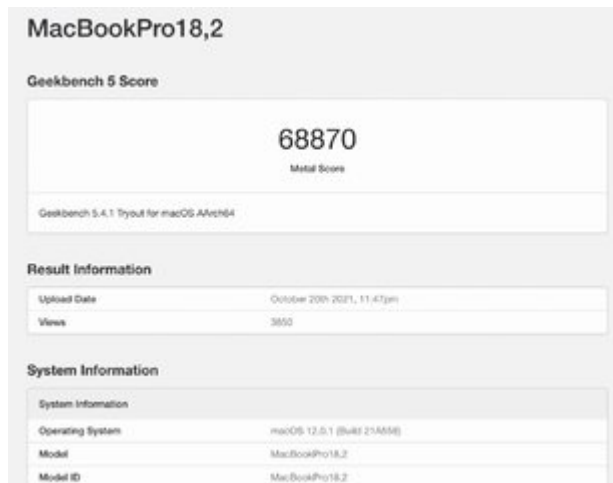 MacBookPro18,2
Geekbench 5 Score
68870
Metal Score
Geekbench 5.4.1 Tryout for macOS AArch64
Result Information
Upload Date October 20th 2021, 11:47pm
Views 3850
System Information
System Information
Operating System macOS 12.0.1 (Build 21A558)
Model MacBookPro18,2
Model ID MacBookPro18,2